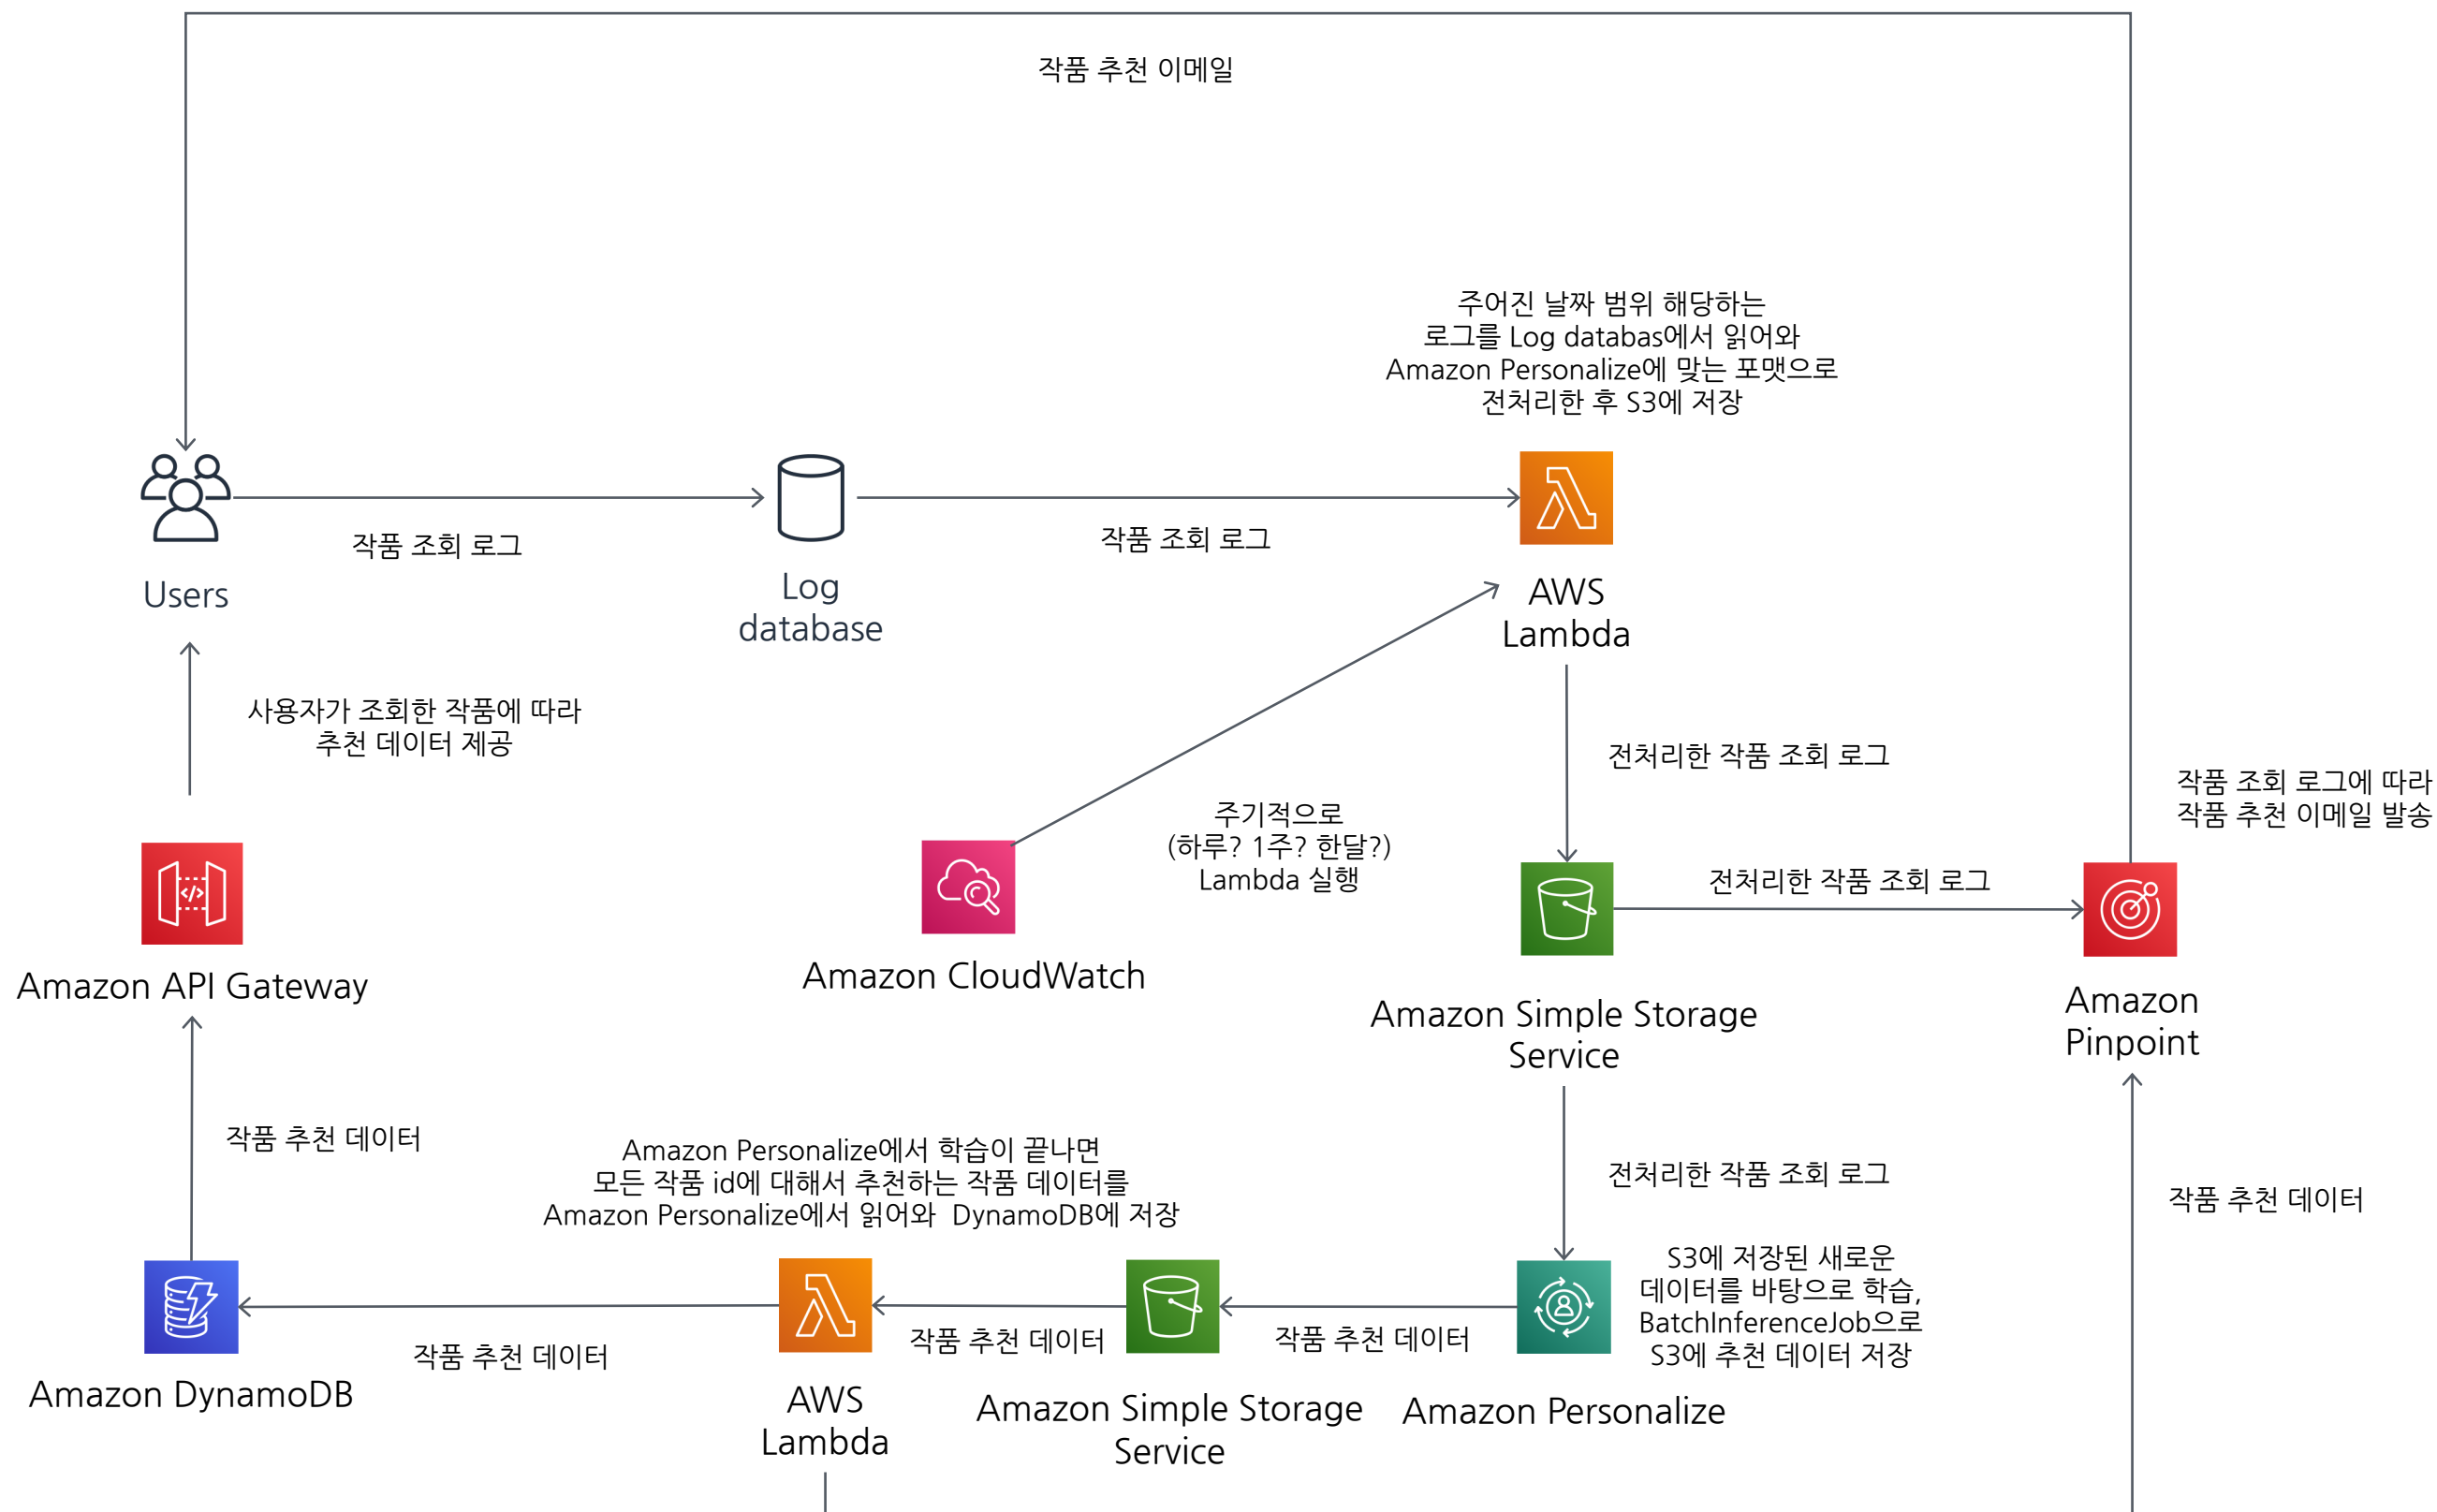 작품 추천 이메일
주어진 날짜 범위 해당하는
로그를 Log databas에서 읽어와
Amazon Personalize에 맞는 포맷으로
전처리한 후 S3에 저장
작품 조회 로그
작품 조회 로그
Users
Log
database
AWS
Lambda
사용자가 조회한 작품에 따라
추천 데이터 제공
전처리한 작품 조회 로그
주기적으로
(하루? 1주? 한달?)
Lambda 실행
작품 조회 로그에 따라
작품 추천 이메일 발송
전처리한 작품 조회 로그
Amazon API Gateway
Amazon CloudWatch
Amazon Simple Storage
Service
Amazon
Pinpoint
작품 추천 데이터
Amazon Personalize에서 학습이 끝나면
모든 작품 id에 대해서 추천하는 작품 데이터를
Amazon Personalize에서 읽어와  DynamoDB에 저장
전처리한 작품 조회 로그
작품 추천 데이터
S3에 저장된 새로운
데이터를 바탕으로 학습,
BatchInferenceJob으로
S3에 추천 데이터 저장
작품 추천 데이터
작품 추천 데이터
작품 추천 데이터
Amazon DynamoDB
AWS
Lambda
Amazon Simple Storage
Service
Amazon Personalize